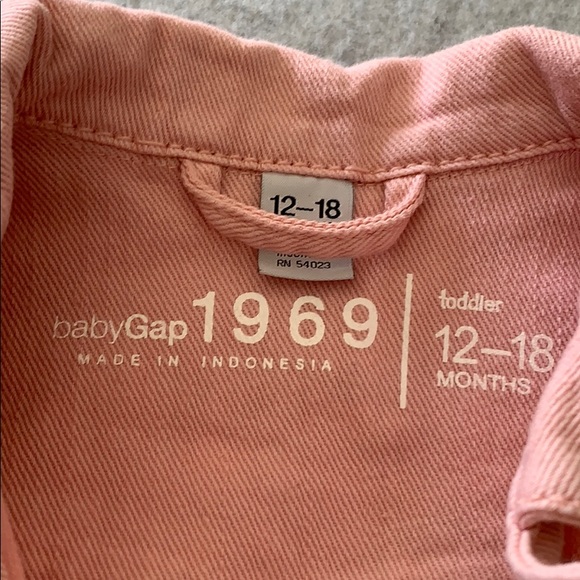 12–18
RN 54023
babyGap 1969
MADE IN INDONESIA
toddler
12–18
MONTHS